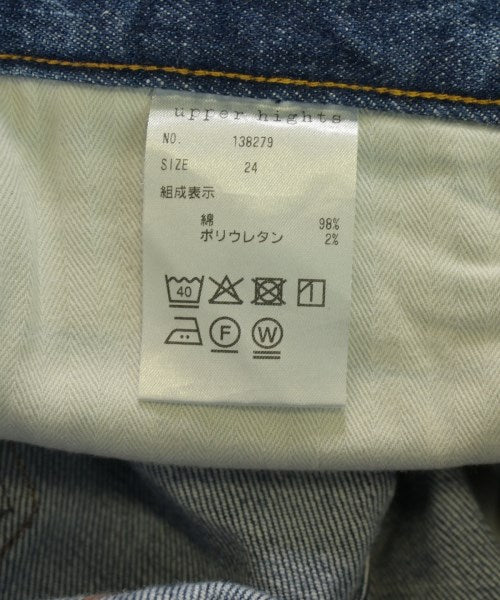 upper hights
NO. 138279
SIZE 24
組成表示
綿 98%
ポリウレタン 2%
40
F W